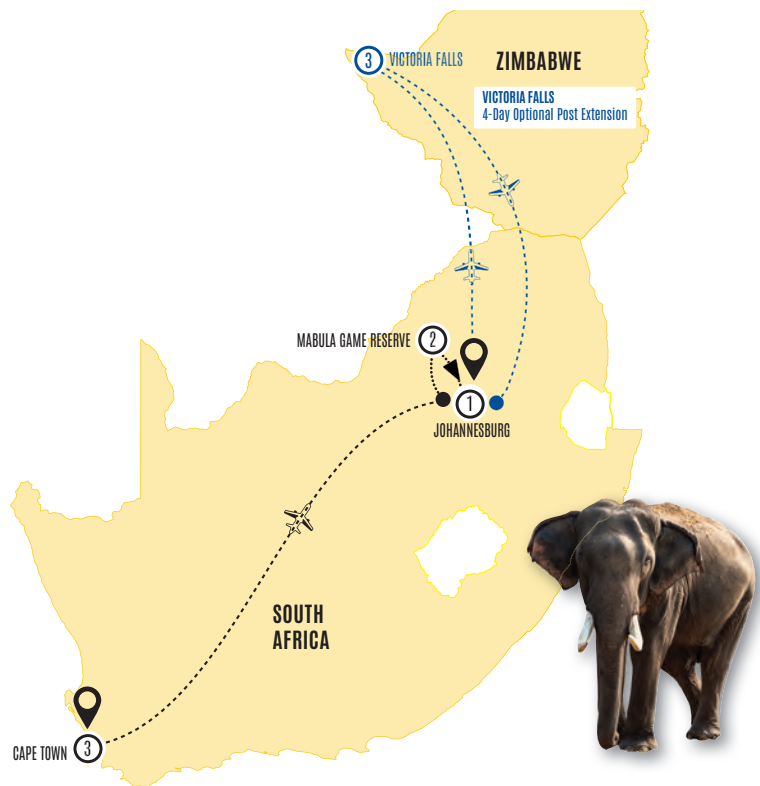 3
VICTORIA FALLS
ZIMBABWE
VICTORIA FALLS
4-Day Optional Post Extension
MABULA GAME RESERVE
2
1
JOHANNESBURG
SOUTH
AFRICA
CAPE TOWN
3